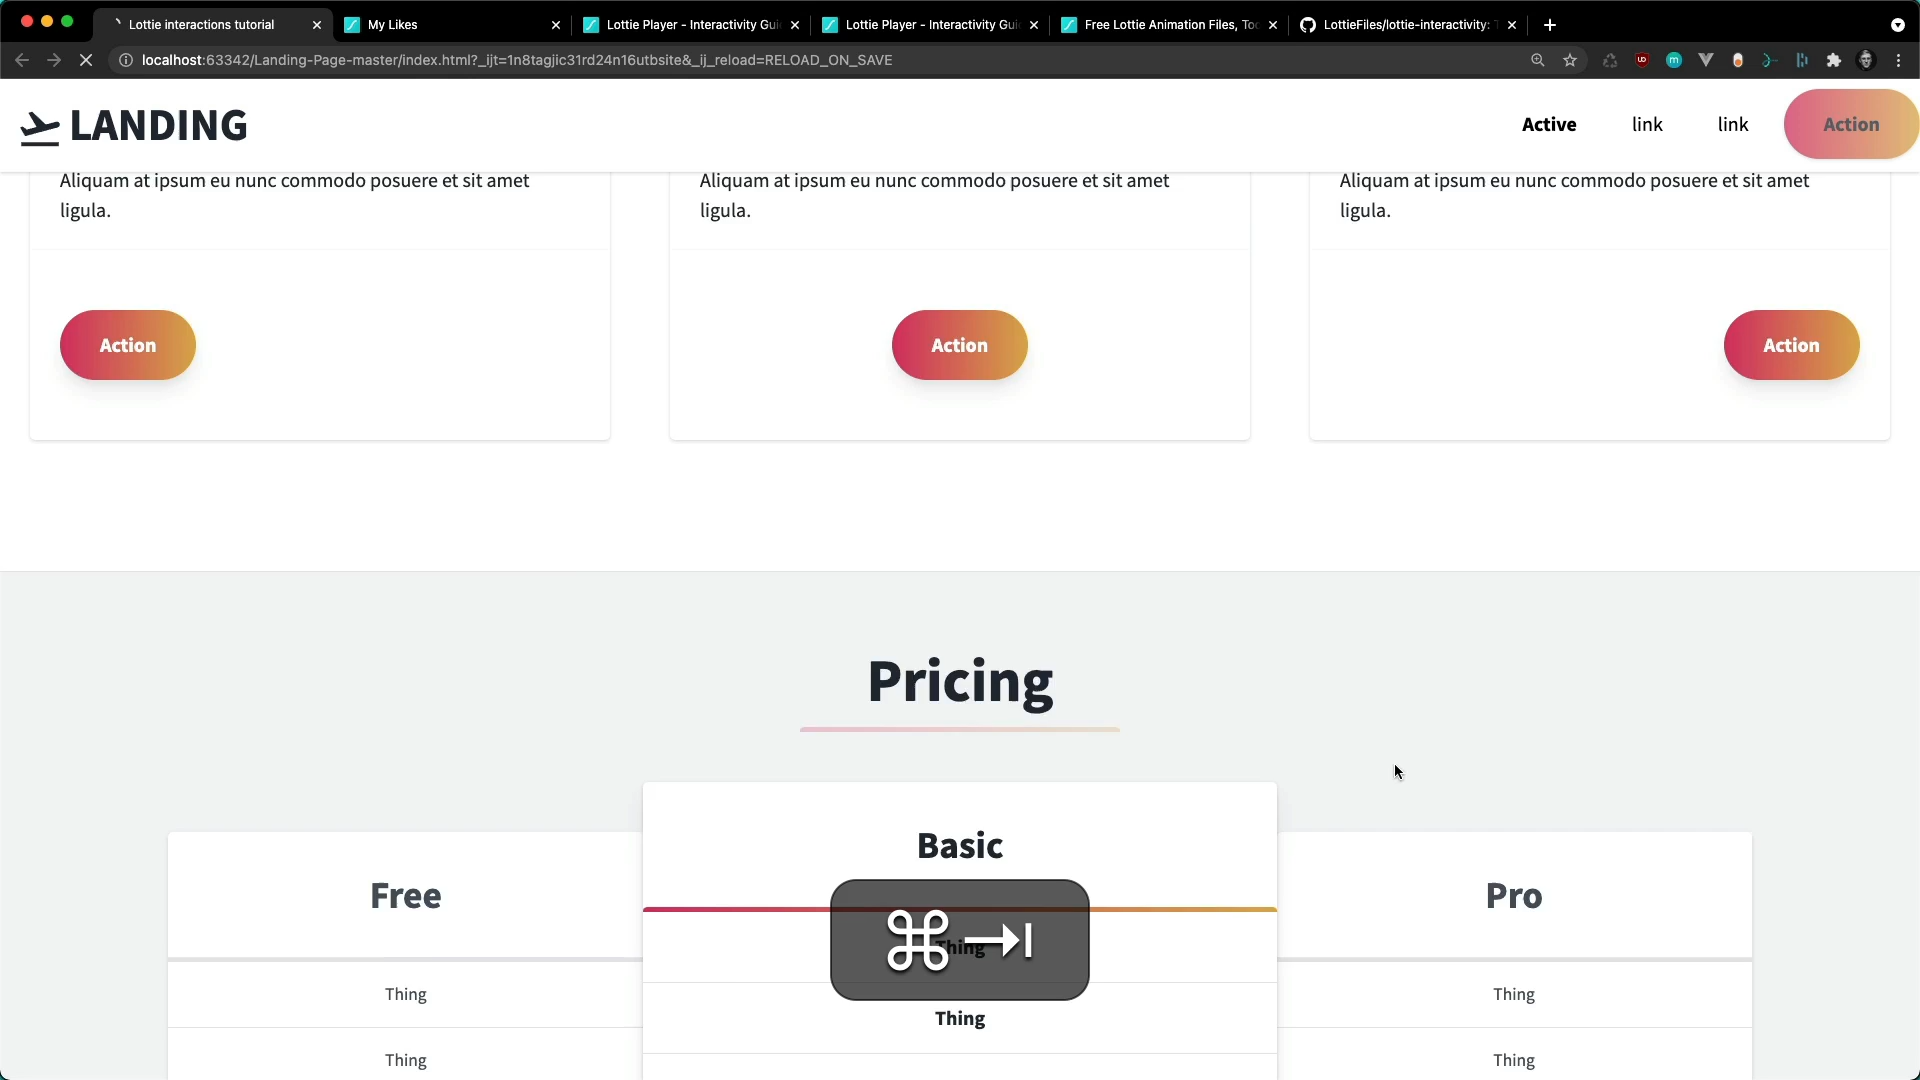 Lottie interactions tutorial
My Likes
Lottie Player - Interactivity Gui
Lottie Player - Interactivity Gui
Free Lottie Animation Files, Too
LottieFiles/lottie-interactivity: T
localhost:63342/Landing-Page-master/index.html?_ijt=1n8tagjic31rd24n16utbsite&_ij_reload=RELOAD_ON_SAVE
LANDING
Active
link
link
Action
Aliquam at ipsum eu nunc commodo posuere et sit amet
ligula.
Aliquam at ipsum eu nunc commodo posuere et sit amet
ligula.
Aliquam at ipsum eu nunc commodo posuere et sit amet
ligula.
Action
Action
Action
Pricing
Free
Basic
Pro
Thing
Thing
Thing
Thing
Thing
Thing